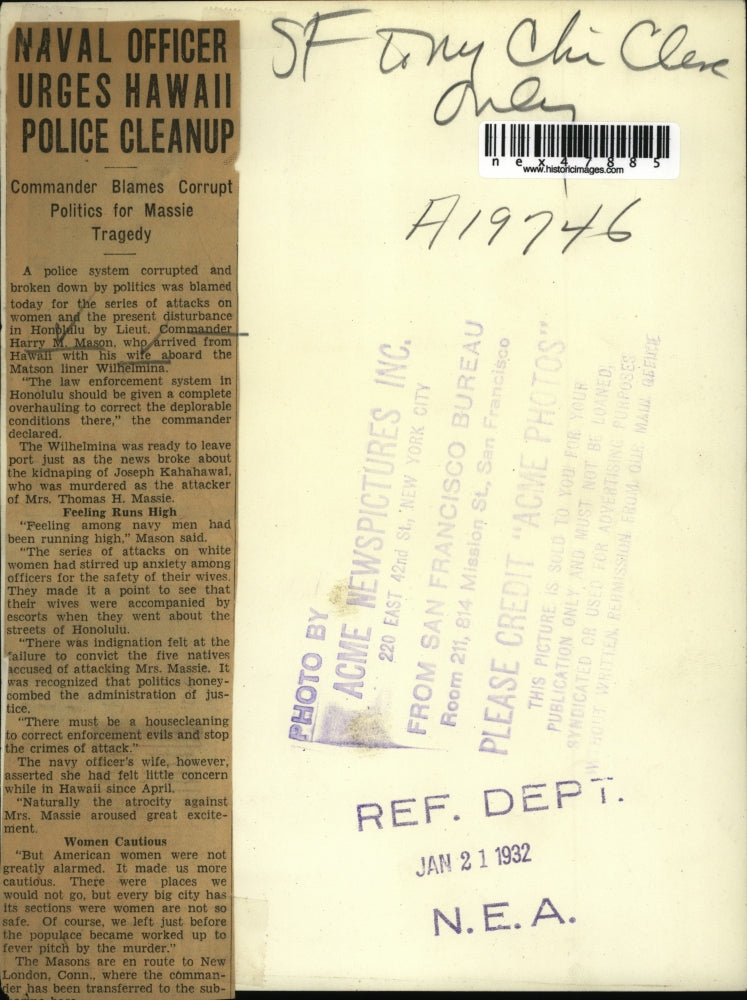 NAVAL OFFICER
URGES HAWAII
POLICE CLEANUP
Commander Blames Corrupt
Politics for Massie
Tragedy
A police system corrupted and
broken down by politics was blamed
today for the series of attacks on
women and the present disturbance
in Honolulu by Lieut. Commander
Harry M. Mason, who arrived from
Hawaii with his wife aboard the
Matson liner Wilhelmina.
"The law enforcement system in
Honolulu should be given a complete
overhauling to correct the deplorable
conditions there," the commander
declared.
The Wilhelmina was ready to leave
port just as the news broke about
the kidnaping of Joseph Kahahawai,
who was murdered as the attacker
of Mrs. Thomas H. Massie.
Feeling Runs High
"Feeling among navy men had
been running high," Mason said.
"The series of attacks on white
women had stirred up anxiety among
officers for the safety of their wives.
They made it a point to see that
their wives were accompanied by
escorts when they went about the
streets of Honolulu.
"There was indignation felt at the
failure to convict the five natives
accused of attacking Mrs. Massie. It
was recognized that politics honey-
combed the administration of jus-
tice.
"There must be a housecleaning
to correct enforcement evils and stop
the crimes of attack."
The navy officer's wife, however,
asserted she had felt little concern
while in Hawaii since April.
"Naturally the atrocity against
Mrs. Massie aroused great excite-
ment.
Women Cautious
"But American women were not
greatly alarmed. It made us more
cautious. There were places we
would not go, but every big city has
its sections were women are not so
safe. Of course, we left just before
the populace became worked up to
fever pitch by the murder."
The Masons are en route to New
London, Conn., where the comman-
der has been transferred to the sub-
SF Chi Cleve
only
nex47885
www.historicimages.com
A19746
PHOTO BY
ACME NEWSPICTURES INC.
220 EAST 42nd St., NEW YORK CITY
FROM SAN FRANCISCO BUREAU
Room 211, 814 Mission St., San Francisco
PLEASE CREDIT "ACME PHOTOS"
THIS PICTURE IS SOLD TO YOU FOR YOUR
PUBLICATION ONLY AND MUST NOT BE LOANED,
SYNDICATED OR USED FOR ADVERTISING PURPOSES
WITHOUT WRITTEN PERMISSION FROM OUR MAIN OFFICE
REF. DEPT.
JAN 21 1932
N.E.A.